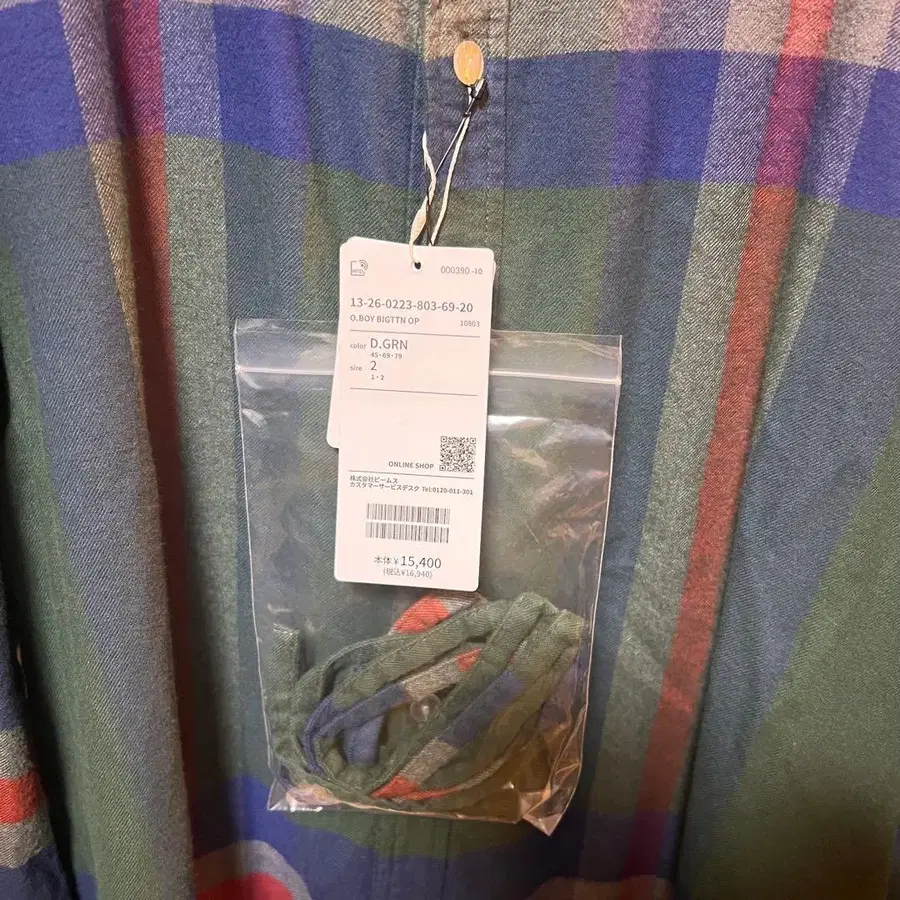 000390 -10
13-26-0223-803-69-20
O.BOY BIGTTN OP 10803
color D.GRN
45・69・79
size 2
1・2
ONLINE SHOP
株式会社ビームス
カスタマーサービスデスク Tel:0120-011-301
本体¥15,400
(税込¥16,940)